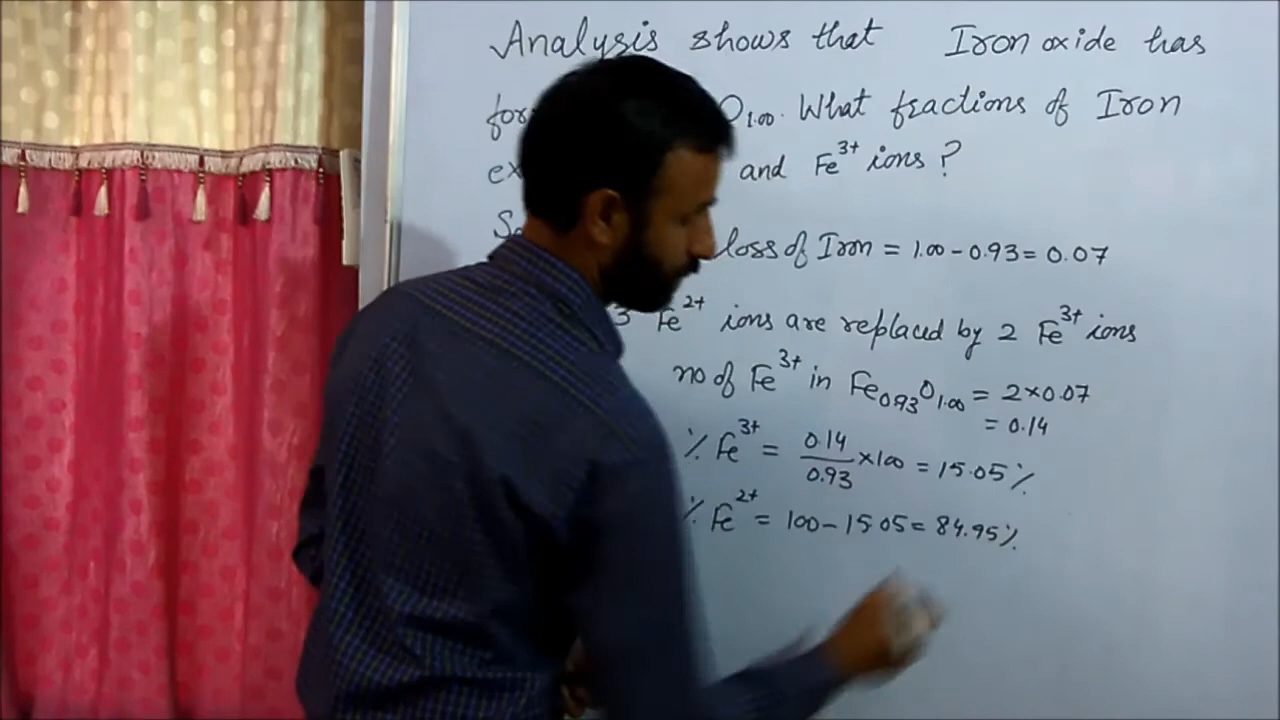 Analysis shows that Iron oxide has
for O1.00. What fractions of Iron
ex and Fe3+ ions ?
S loss of Iron = 1.00 - 0.93 = 0.07
3 Fe2+ ions are replaced by 2 Fe3+ ions
no of Fe3+ in Fe0.93O1.00 = 2×0.07
= 0.14
% Fe3+ = 0.14/0.93 ×100 = 15.05 %
% Fe2+ = 100 - 15.05 = 84.95 %